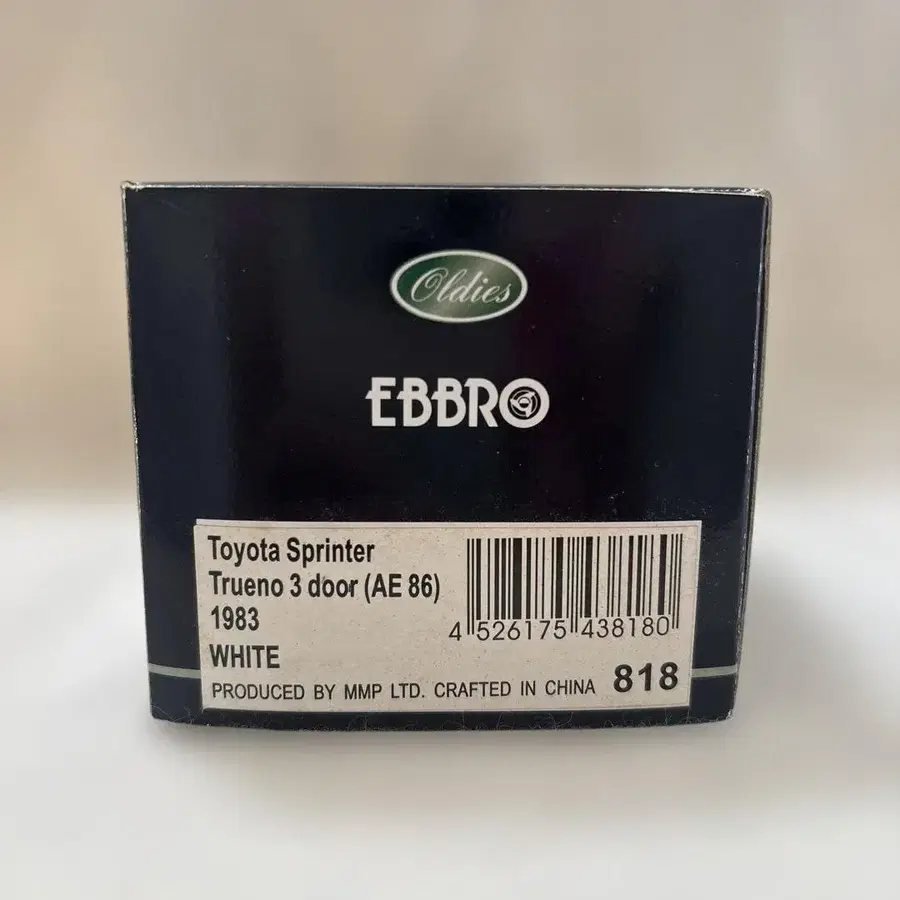 Oldies
EBBRO
Toyota Sprinter
Trueno 3 door (AE 86)
1983
WHITE
4 526175 438180
PRODUCED BY MMP LTD. CRAFTED IN CHINA 818